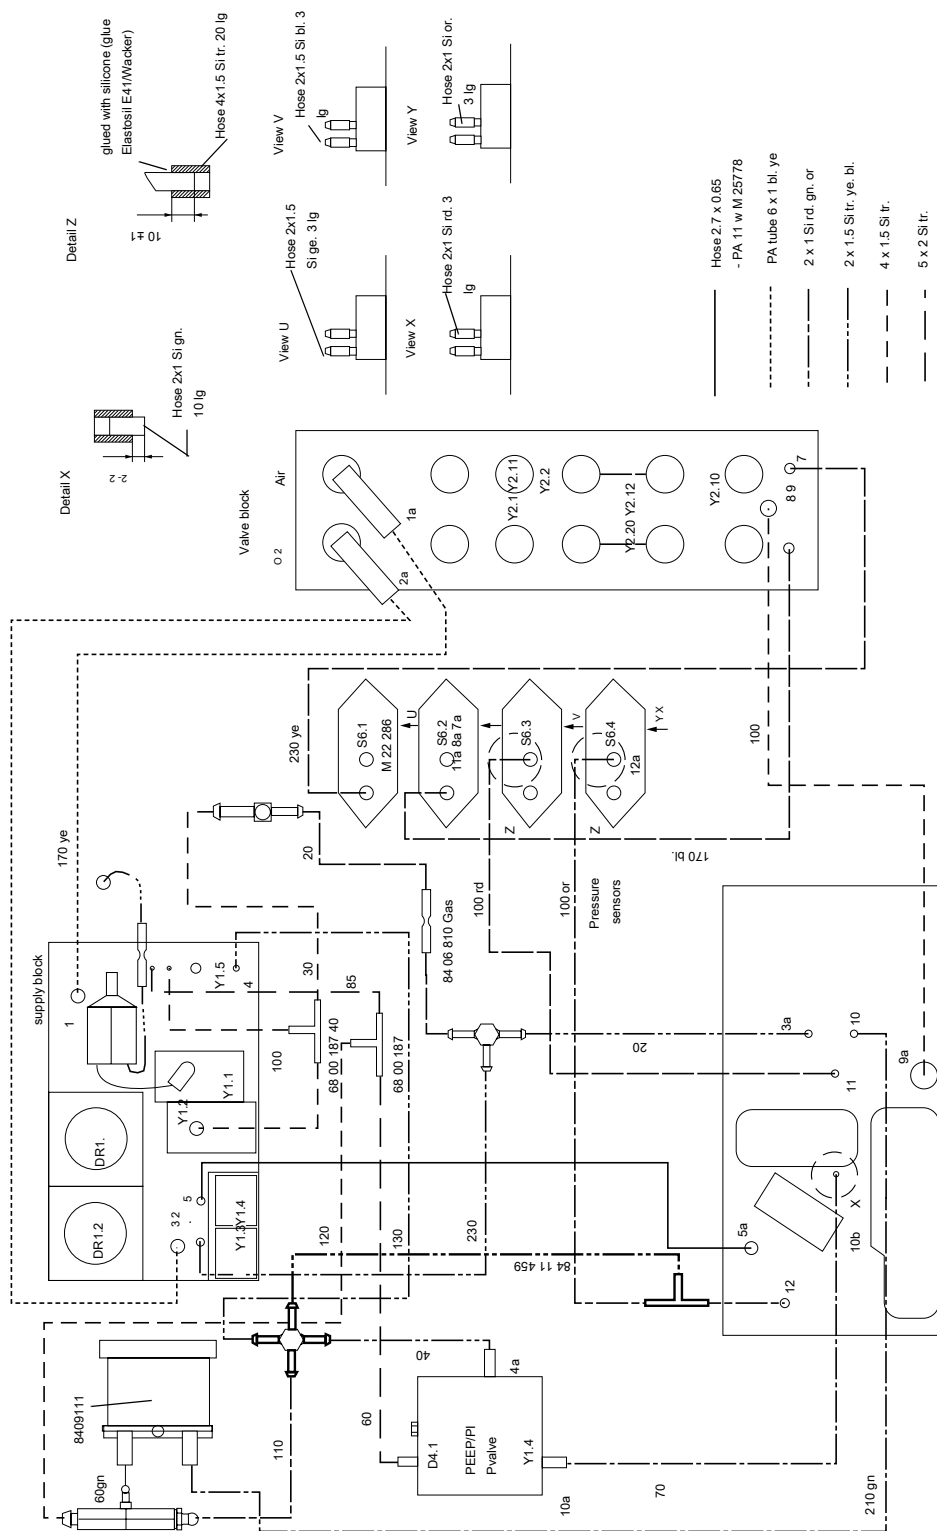 Detail X
2- 2
Hose 2x1 Si gn.
10 lg
Detail Z
10 ±1
glued with silicone (glue
Elastosil E41/Wacker)
Hose 4x1.5 Si tr. 20 lg
View U
Hose 2x1.5
Si ge. 3 lg
View V
Hose 2x1.5 Si bl. 3
lg
View X
Hose 2x1 Si rd. 3
lg
View Y
Hose 2x1 Si or.
3 lg
Hose 2.7 x 0.65
- PA 11 w M 25778
PA tube 6 x 1 bl. ye
2 x 1 Si rd. gn. or
2 x 1.5 Si tr. ye. bl.
4 x 1.5 Si tr.
5 x 2 Si tr.
Valve block
O 2
Air
2a
1a
Y2.1 Y2.11
Y2.2
Y2.20 Y2.12
Y2.10
8 9
7
230 ye
S6.1
M 22 286
U
S6.2
11a 8a 7a
S6.3
V
S6.4
12a
Y X
Z
Z
170 bl.
100
Pressure
sensors
100 rd
100 or
170 ye
supply block
1
20
84 06 810 Gas
DR1.
DR1.2
Y1.5
4
30
85
100
68 00 187 40
68 00 187
Y1.1
Y1.2
3 2
.
5
Y1.3Y1.4
120
130
230
84 11 459
20
3a
10
11
9a
5a
X
10b
12
8409111
60gn
110
40
60
4a
D4.1
PEEP/PI
Pvalve
Y1.4
10a
70
210 gn